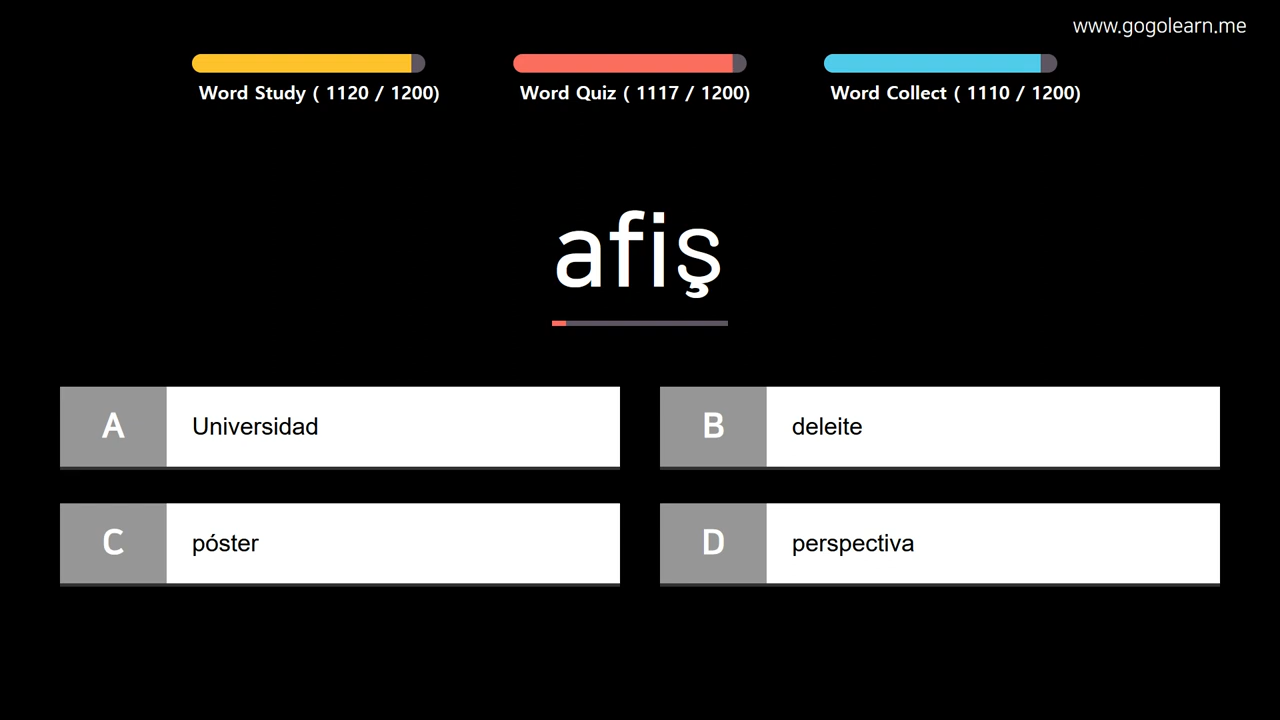 www.gogolearn.me
Word Study ( 1120 / 1200)
Word Quiz ( 1117 / 1200)
Word Collect ( 1110 / 1200)
afiş
A
Universidad
B
deleite
C
póster
D
perspectiva